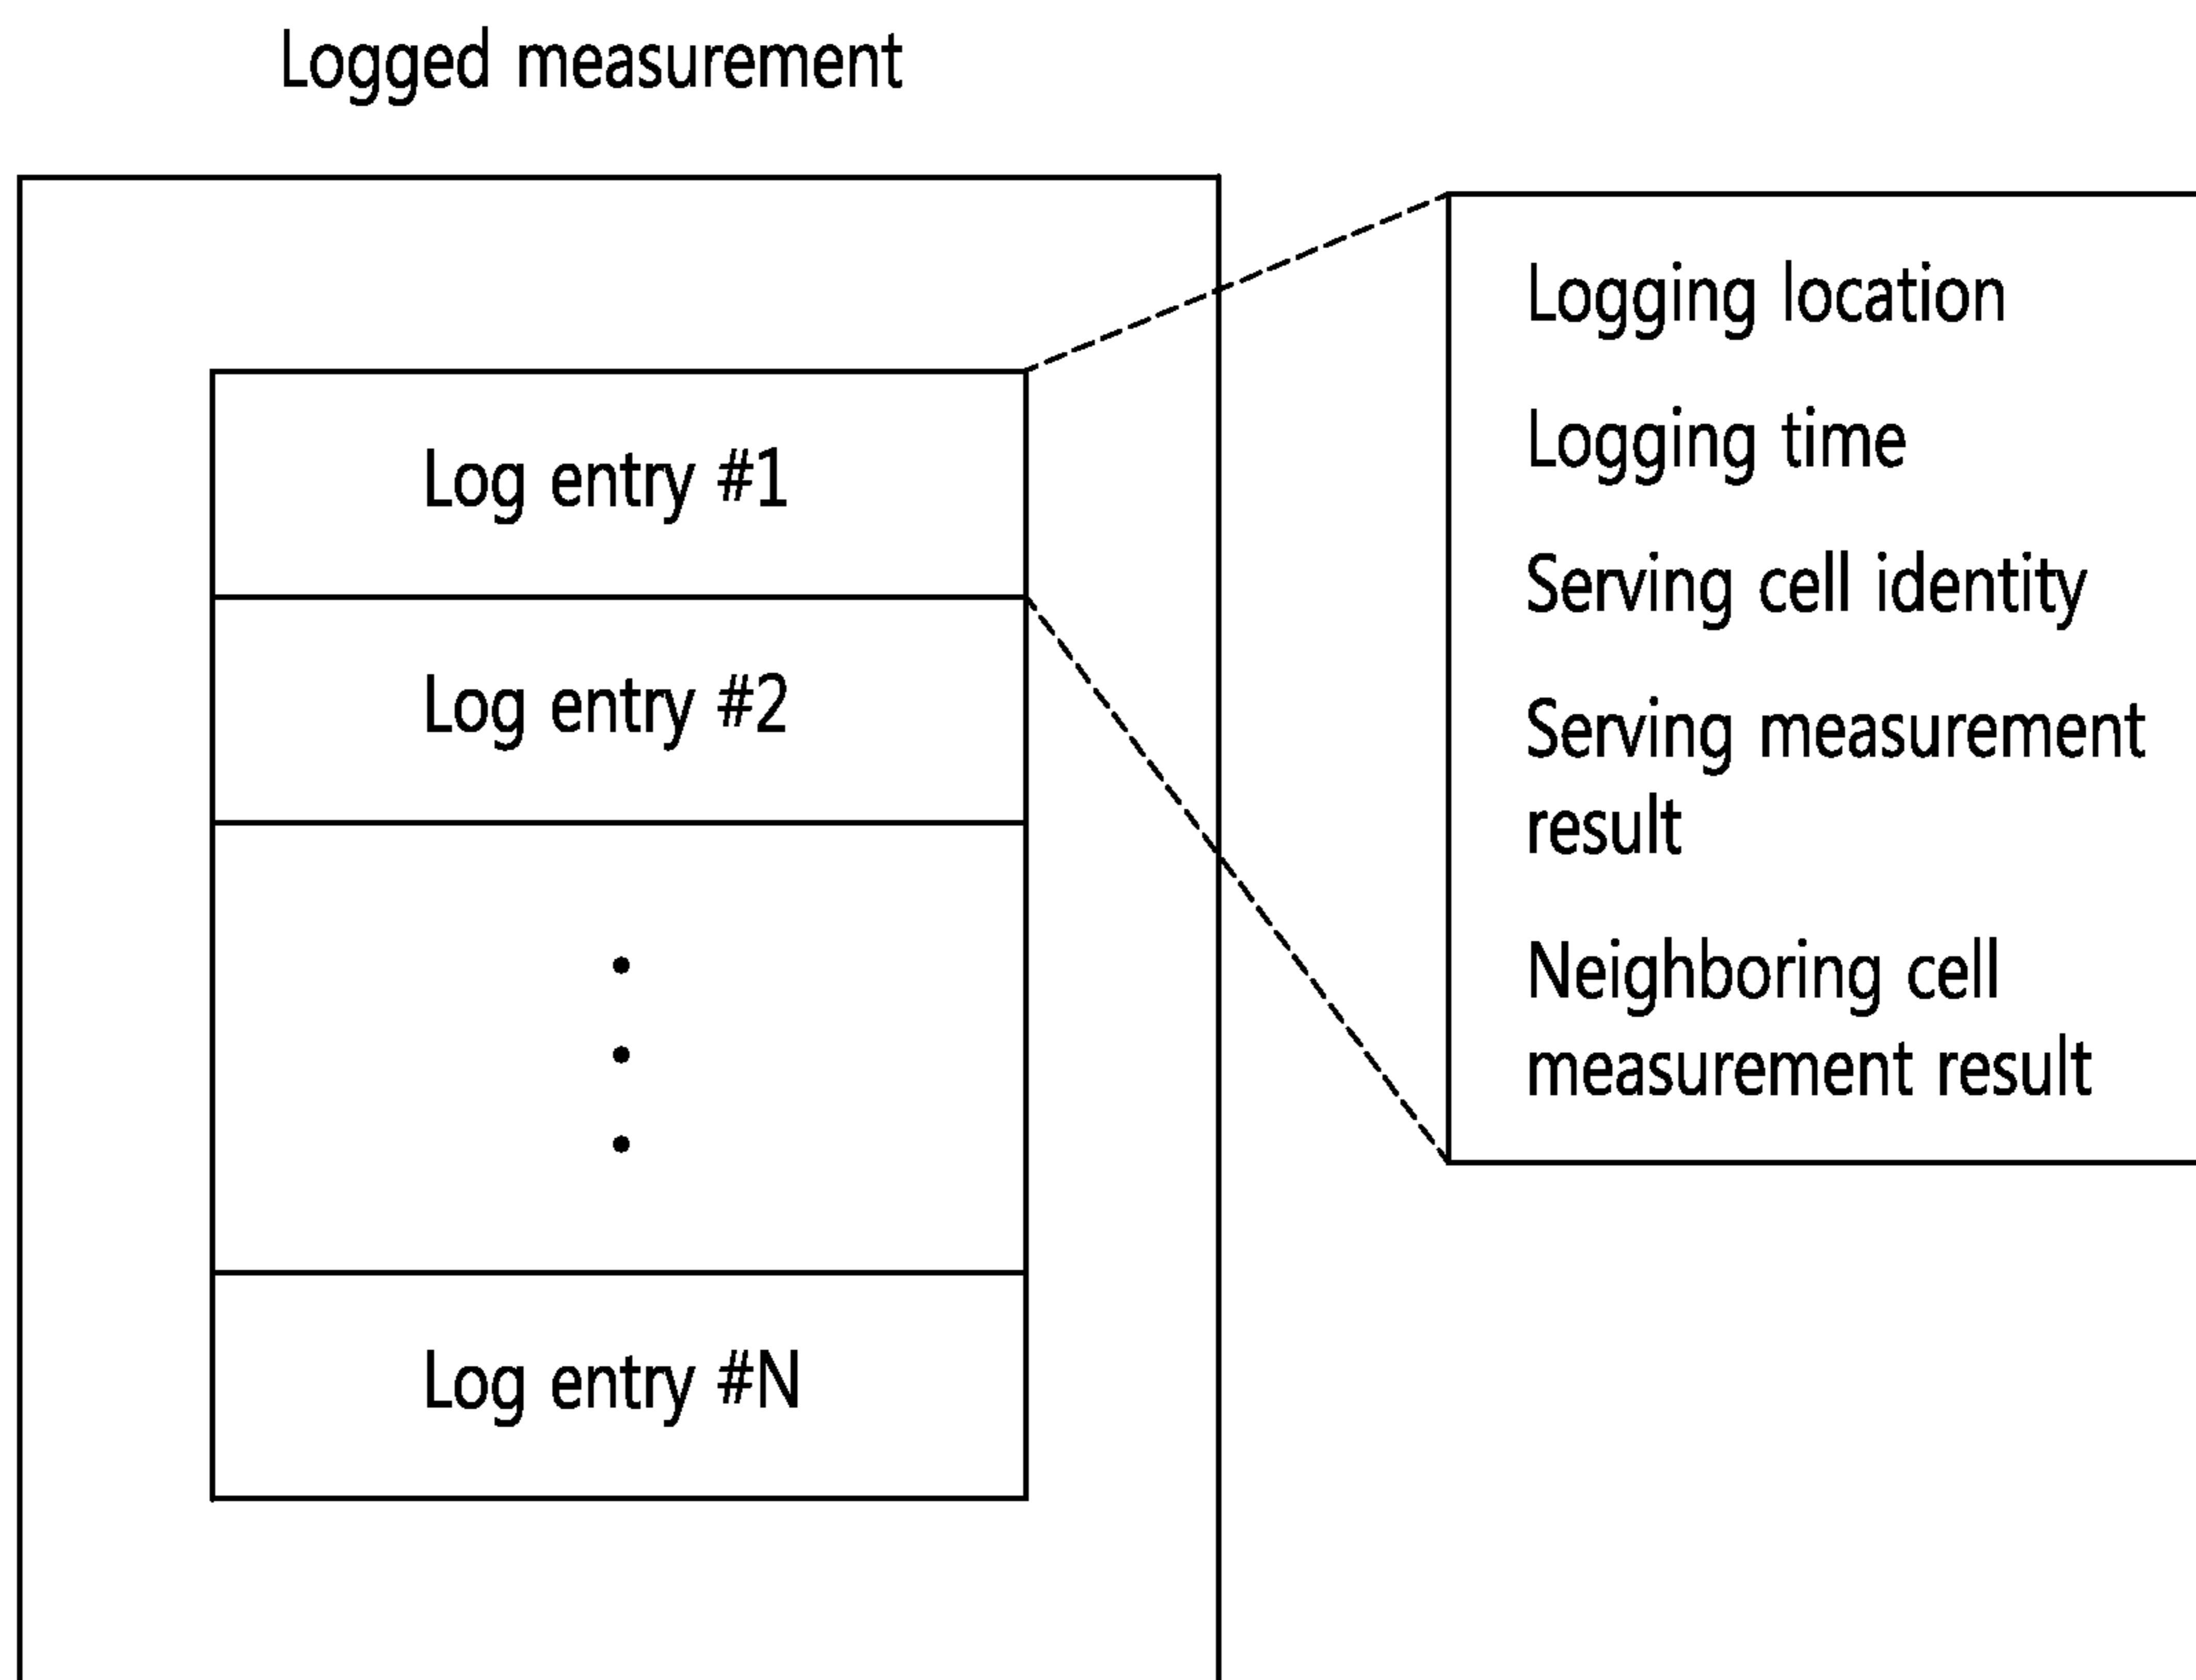 Logged measurement
Log entry #1
Log entry #2
Log entry #N
Logging location
Logging time
Serving cell identity
Serving measurement
result
Neighboring cell
measurement result